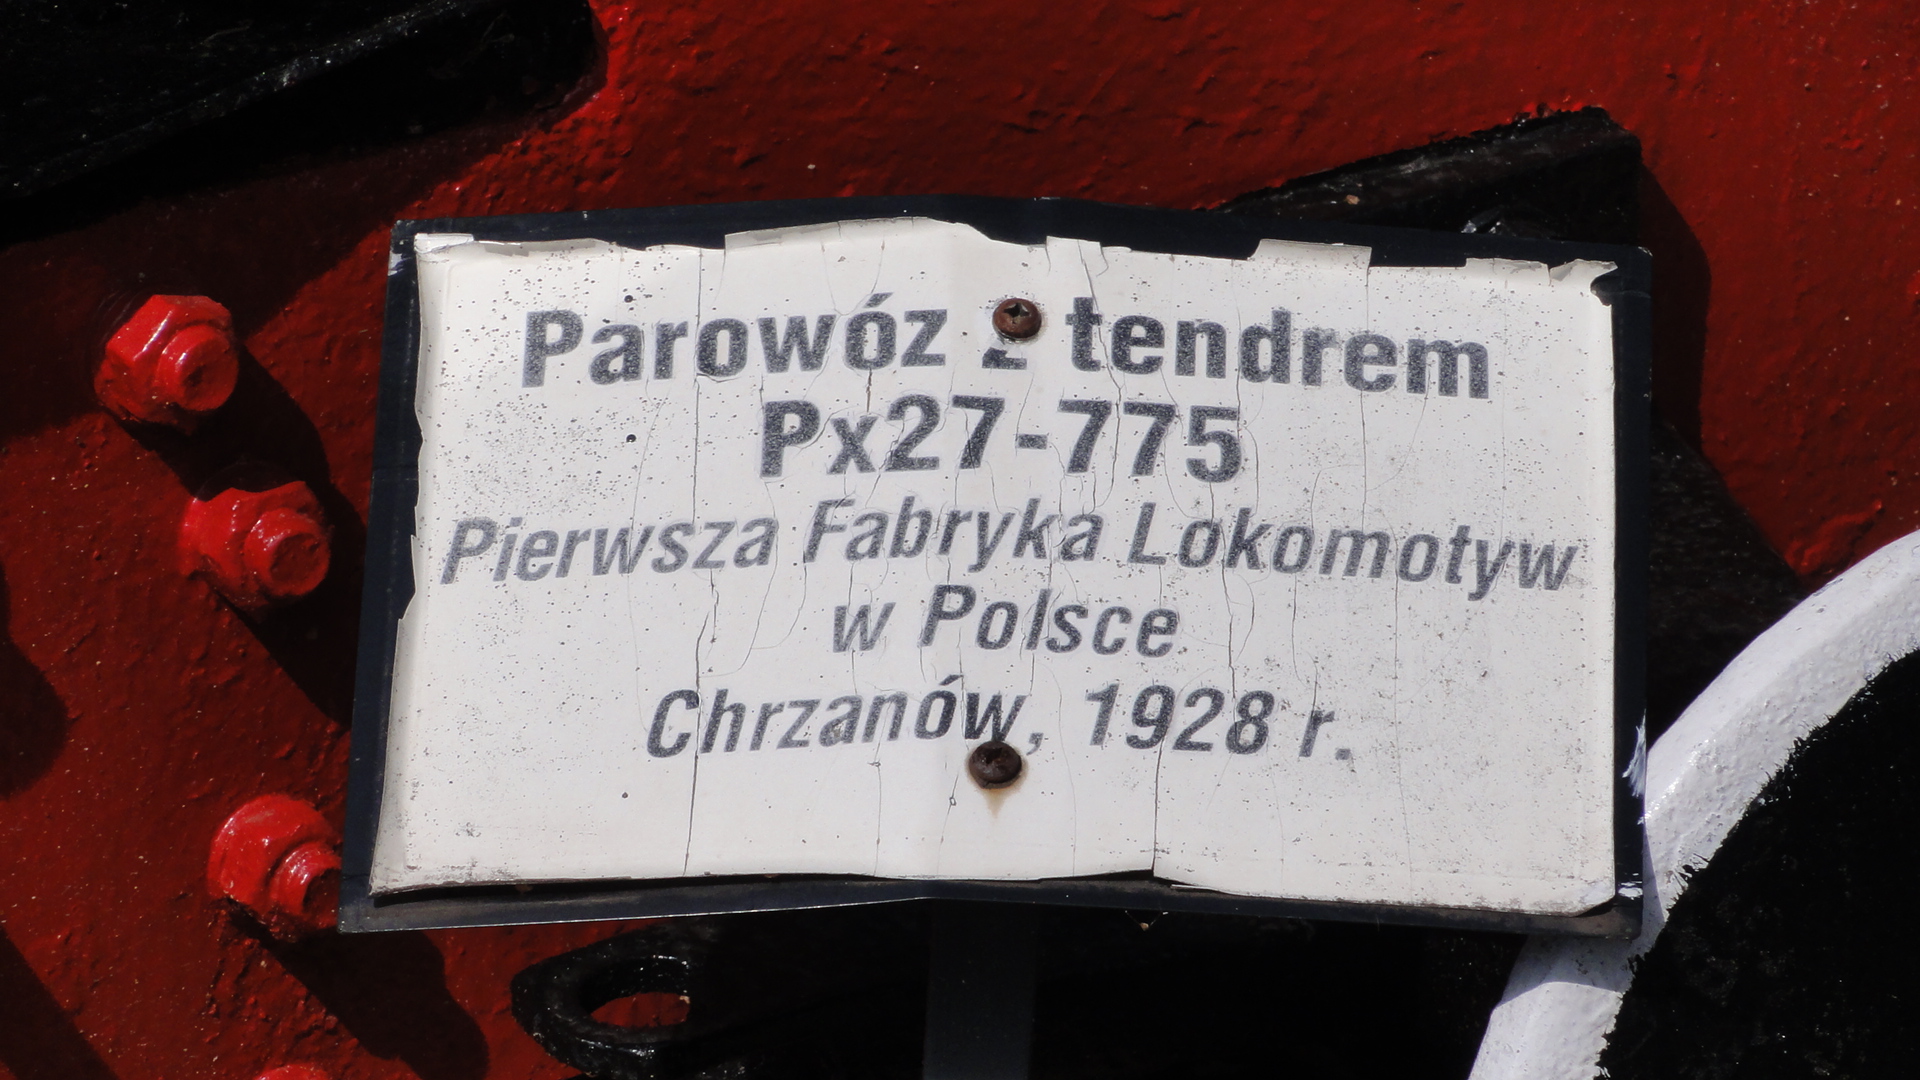 Parowóz z tendrem
Px27-775
Pierwsza Fabryka Lokomotyw
w Polsce
Chrzanów, 1928 r.